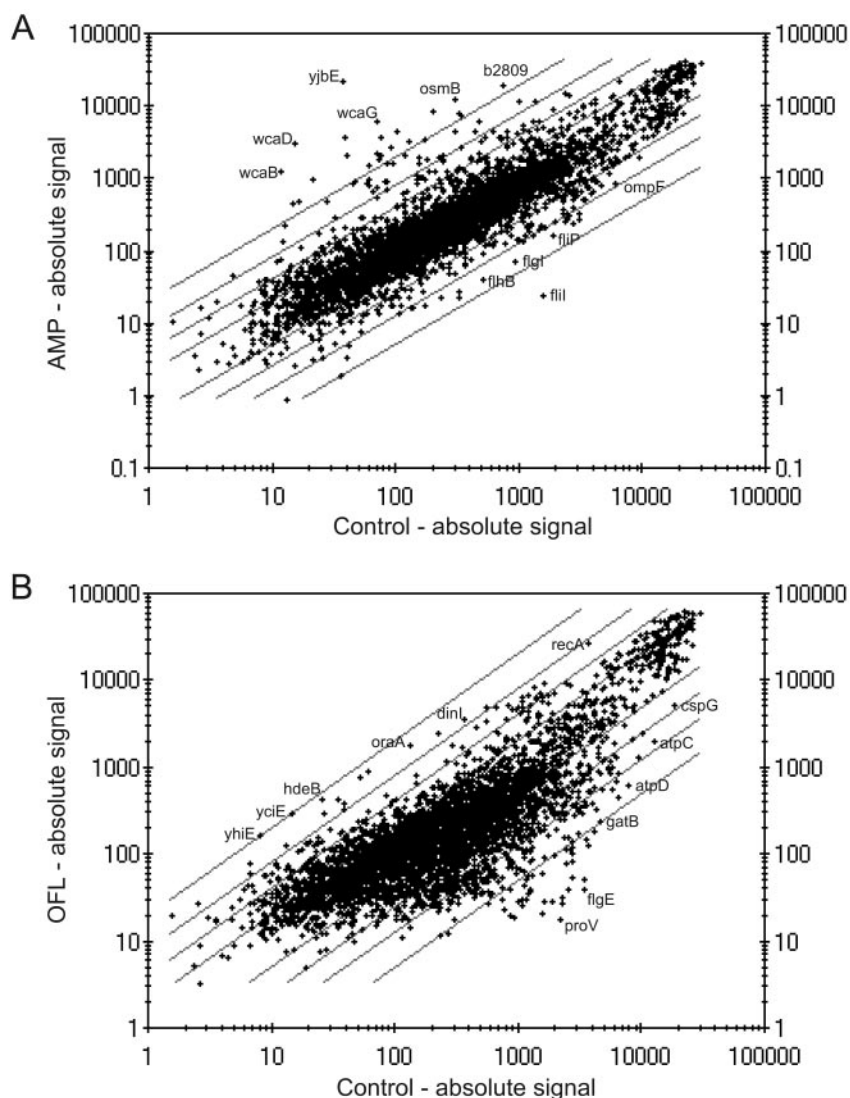 A
100000
100000
yjbE
b2809
osmB
10000
10000
wcaG
wcaD
wcaB
1000
1000
ompF
100
100
fliP
flgI
flhB
fliI
10
10
1
1
0.1
0.1
1
10
100
1000
10000
100000
AMP - absolute signal
Control - absolute signal
B
100000
100000
recA
10000
10000
dinI
cspG
oraA
atpC
1000
1000
hdeB
atpD
yciE
gatB
yhiE
100
100
flgE
proV
10
10
1
1
1
10
100
1000
10000
100000
OFL - absolute signal
Control - absolute signal